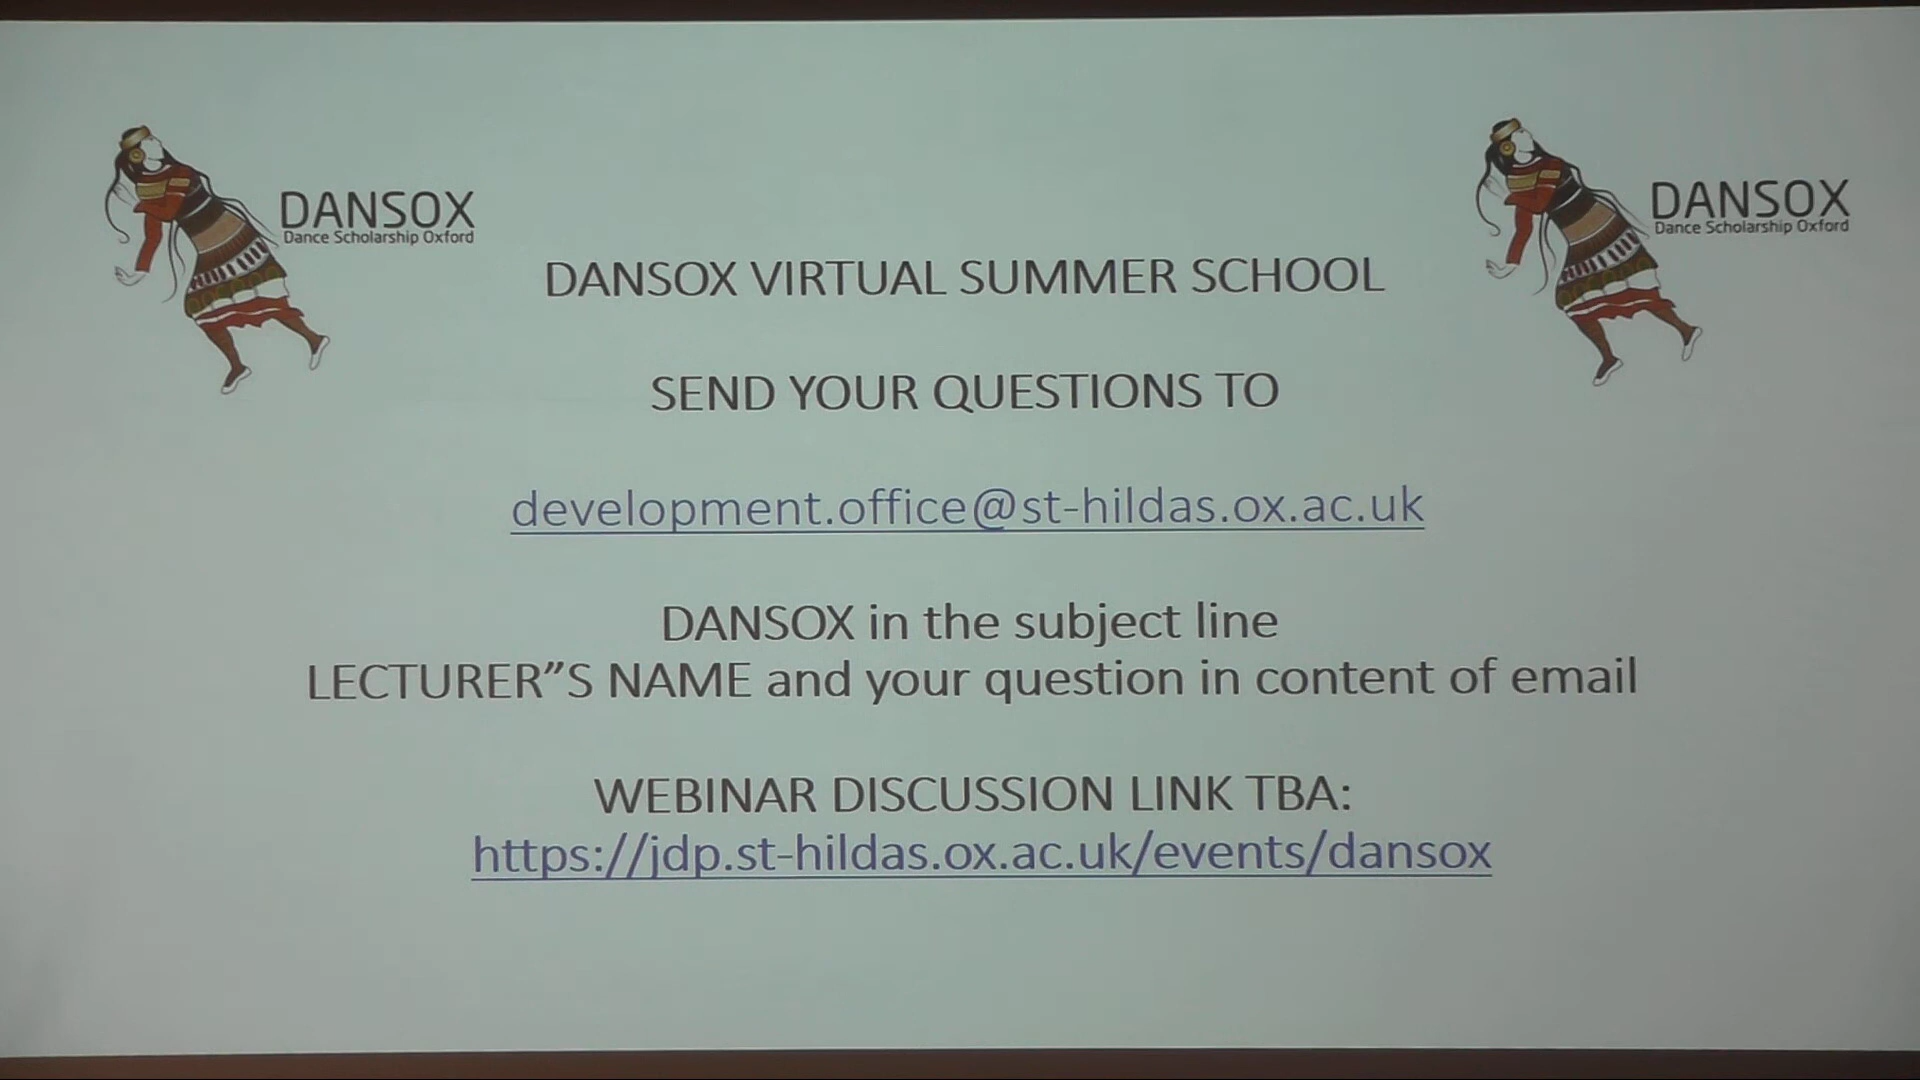 DANSOX
Dance Scholarship Oxford
DANSOX
Dance Scholarship Oxford
DANSOX VIRTUAL SUMMER SCHOOL
SEND YOUR QUESTIONS TO
development.office@st-hildas.ox.ac.uk
DANSOX in the subject line
LECTURER”S NAME and your question in content of email
WEBINAR DISCUSSION LINK TBA:
https://jdp.st-hildas.ox.ac.uk/events/dansox